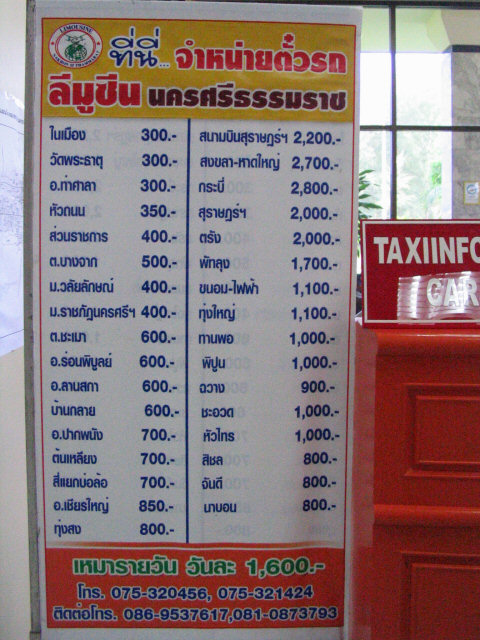 LIMOUSINE
ที่นี่... จำหน่ายตั๋วรถ
ลีมูซีน นครศรีธรรมราช
ในเมือง 300.-
วัดพระธาตุ 300.-
อ.ท่าศาลา 300.-
หัวถนน 350.-
ส่วนราชการ 400.-
ต.บางจาก 500.-
ม.วลัยลักษณ์ 400.-
ม.ราชภัฏนครศรีฯ 400.-
ต.ชะเมา 600.-
อ.ร่อนพิบูลย์ 600.-
อ.ลานสกา 600.-
บ้านกลาย 600.-
อ.ปากพนัง 700.-
ต้นเหลียง 700.-
สี่แยกบ่อล้อ 700.-
อ.เชียรใหญ่ 850.-
ทุ่งสง 800.-
สนามบินสุราษฎร์ฯ 2,200.-
สงขลา-หาดใหญ่ 2,700.-
กระบี่ 2,800.-
สุราษฎร์ฯ 2,000.-
ตรัง 2,000.-
พัทลุง 1,700.-
ขนอม-ไฟฟ้า 1,100.-
ทุ่งใหญ่ 1,100.-
ทานพอ 1,000.-
พิปูน 1,000.-
ฉวาง 900.-
ชะอวด 1,000.-
หัวไทร 1,000.-
สิชล 800.-
จันดี 800.-
นาบอน 800.-
เหมารายวัน วันละ 1,600.-
โทร. 075-320456, 075-321424
ติดต่อโทร. 086-9537617,081-0873793
TAXIINFO
CAR